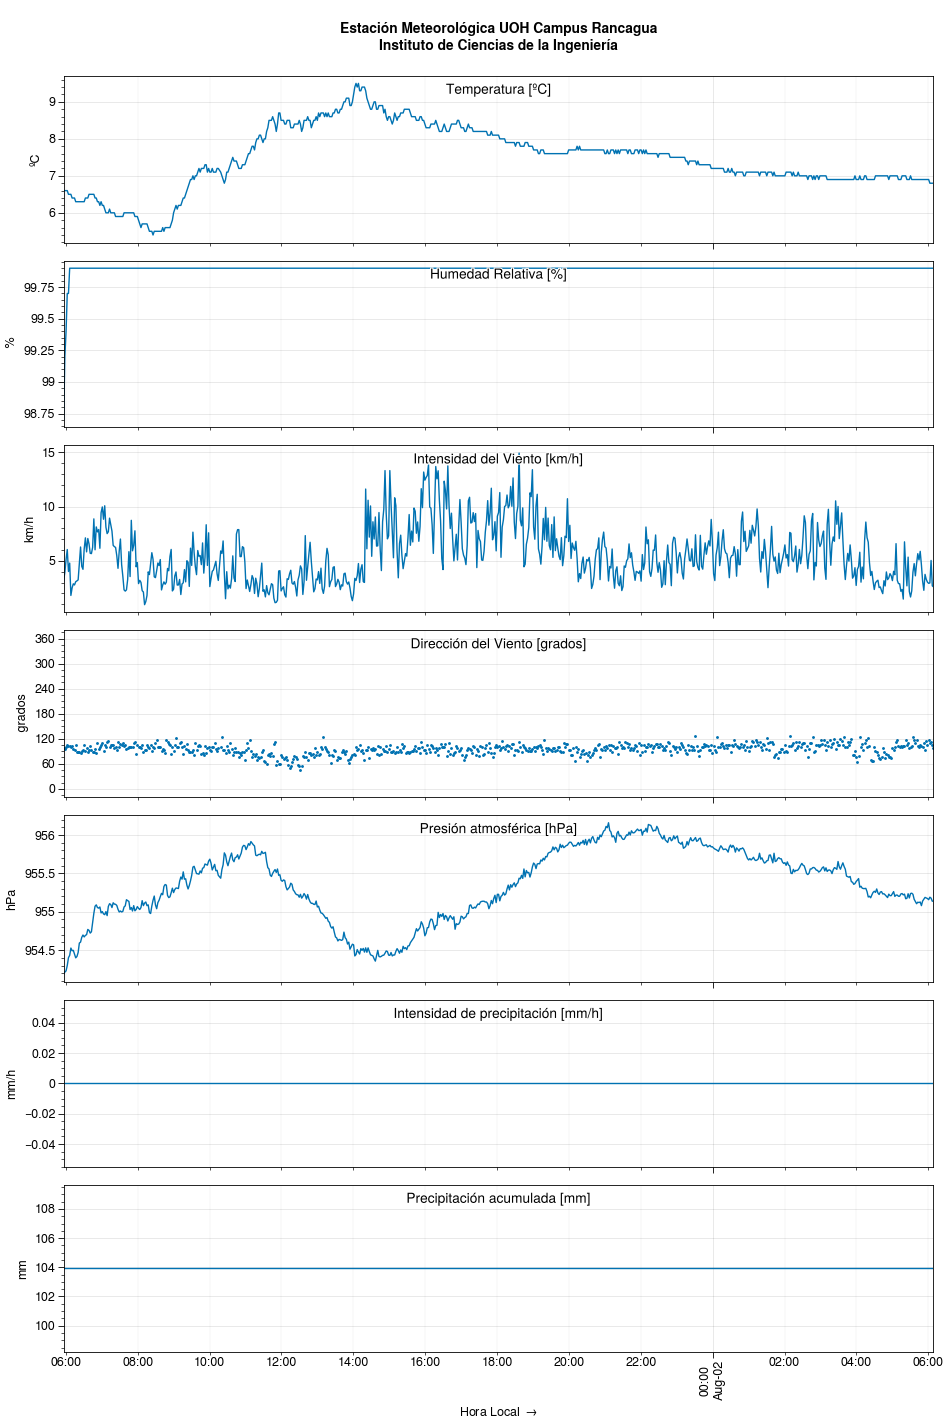 Estación Meteorológica UOH Campus Rancagua
Instituto de Ciencias de la Ingeniería
Temperatura [ºC]
ºC
9
8
7
6
Humedad Relativa [%]
%
99.75
99.5
99.25
99
98.75
Intensidad del Viento [km/h]
km/h
15
10
5
Dirección del Viento [grados]
grados
360
300
240
180
120
60
0
Presión atmosférica [hPa]
hPa
956
955.5
955
954.5
Intensidad de precipitación [mm/h]
mm/h
0.04
0.02
0
−0.02
−0.04
Precipitación acumulada [mm]
mm
108
106
104
102
100
06:00 08:00 10:00 12:00 14:00 16:00 18:00 20:00 22:00 00:00 02:00 04:00 06:00
Aug-02
Hora Local →